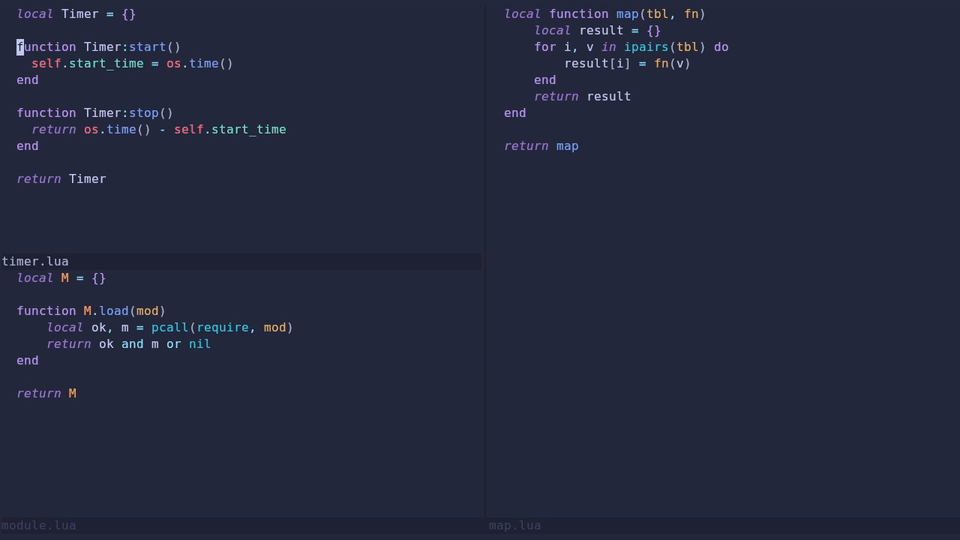 local Timer = {}

function Timer:start()
  self.start_time = os.time()
end

function Timer:stop()
  return os.time() - self.start_time
end

return Timer
timer.lua
local M = {}

function M.load(mod)
    local ok, m = pcall(require, mod)
    return ok and m or nil
end

return M
module.lua
local function map(tbl, fn)
    local result = {}
    for i, v in ipairs(tbl) do
        result[i] = fn(v)
    end
    return result
end

return map
map.lua